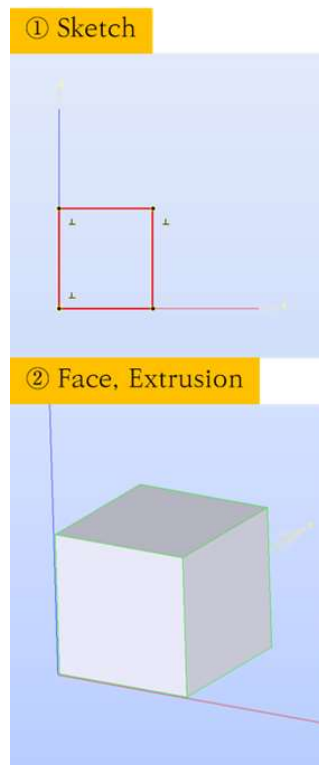 ① Sketch
② Face, Extrusion